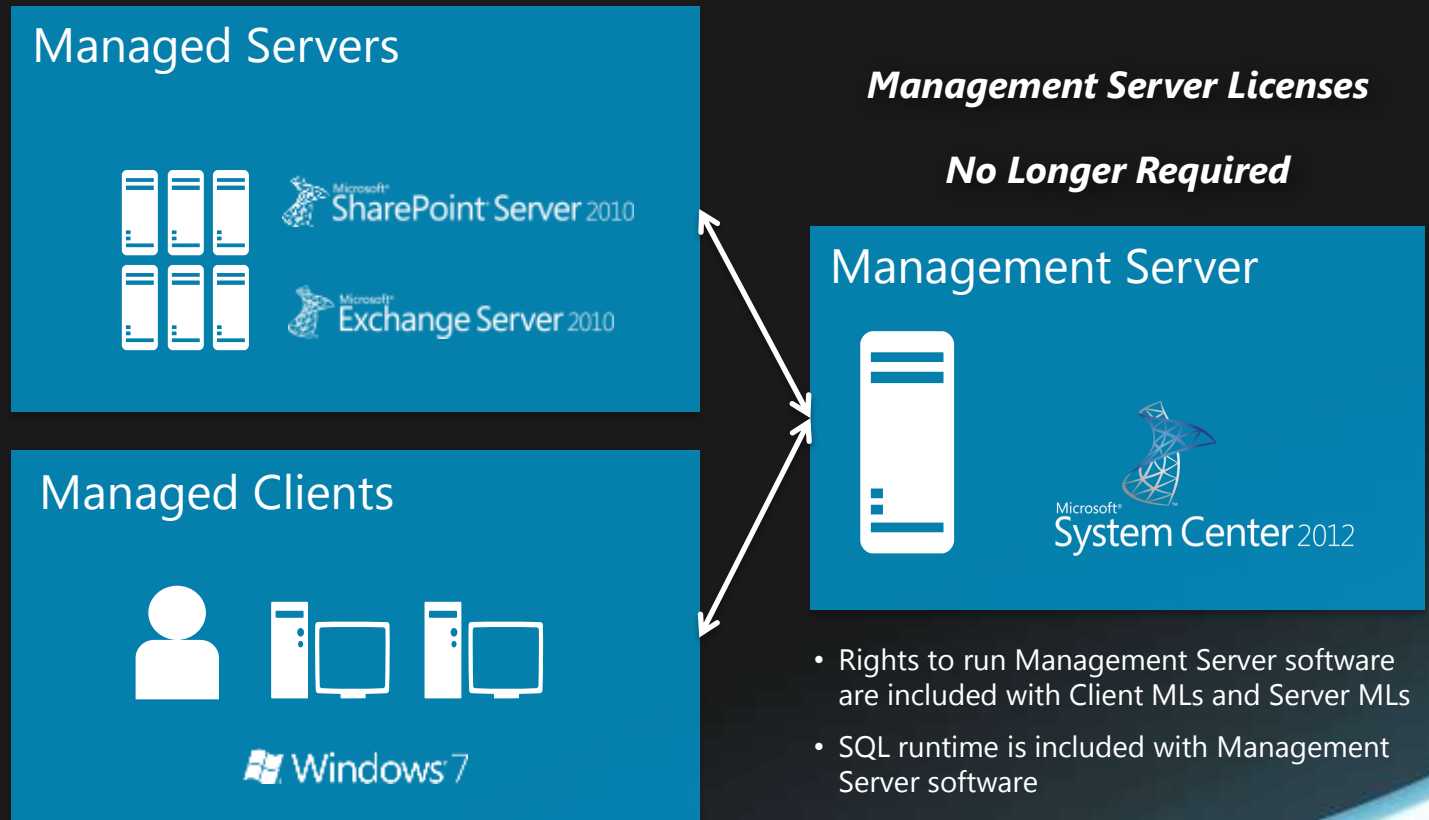 Managed Servers
Microsoft®
SharePoint® Server 2010
Microsoft®
Exchange Server 2010
Managed Clients
Windows® 7
Management Server Licenses
No Longer Required
Management Server
Microsoft®
System Center™ 2012
• Rights to run Management Server software
are included with Client MLs and Server MLs
• SQL runtime is included with Management
Server software